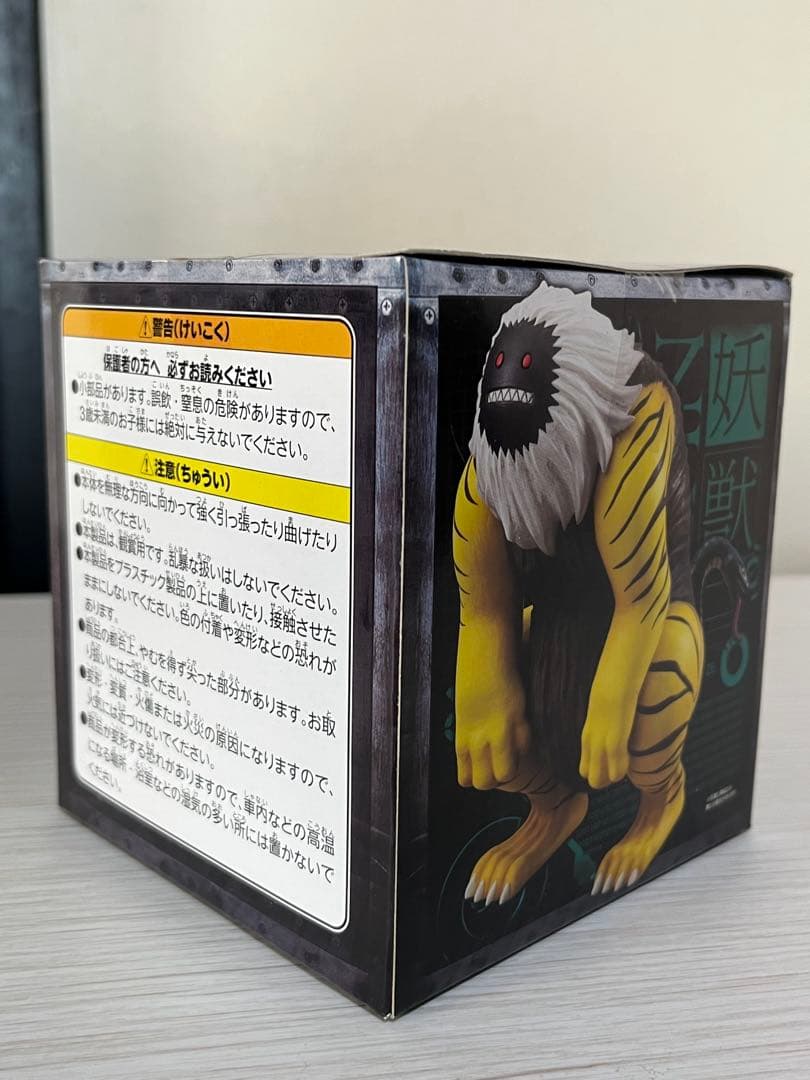 ⚠警告(けいこく)
保護者の方へ 必ずお読みください
●小部品があります。誤飲・窒息の危険がありますので、
3歳未満のお子様には絶対に与えないでください。
⚠注意(ちゅうい)
●本体を無理な方向に向かって強く引っ張ったり曲げたり
しないでください。
●本製品は、観賞用です。乱暴な扱いはしないでください。
●本製品をプラスチック製品の上に置いたり、接触させた
ままにしないでください。色の付着や変形などの恐れが
あります。
●商品の都合上、やむを得ず尖った部分があります。お取
り扱いにはご注意ください。
●変形・変質・火傷または火災の原因になりますので、
火気には近づけないでください。
●商品が変形する恐れがありますので、車内などの高温
になる場所・浴室などの湿気の多い所には置かないで
ください。
妖獣